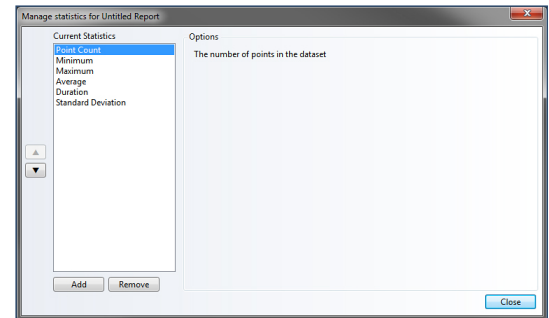 Manage statistics for Untitled Report
Current Statistics
Point Count
Minimum
Maximum
Average
Duration
Standard Deviation
Add
Remove
Options
The number of points in the dataset
Close